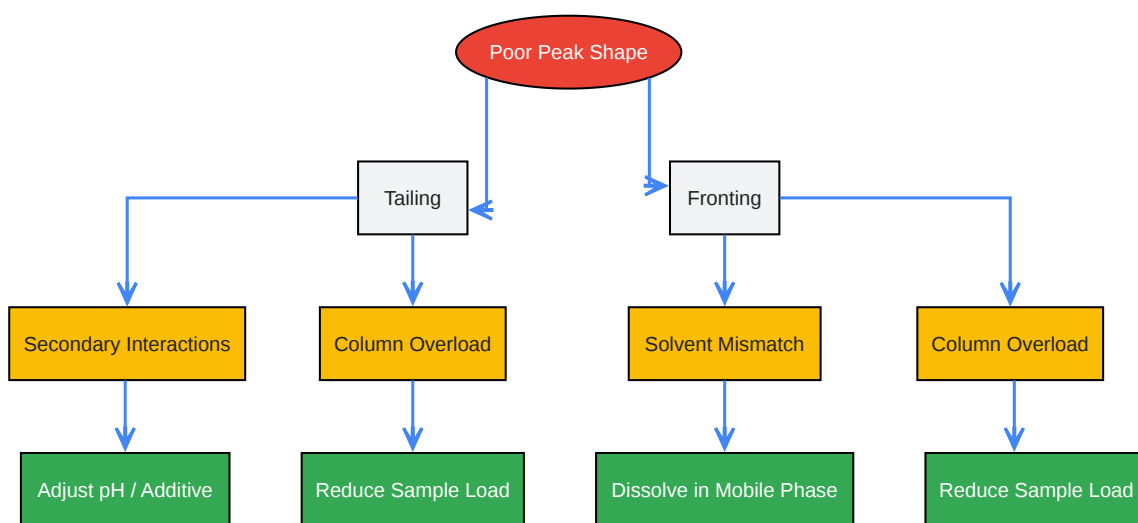 Poor Peak Shape
Tailing
Fronting
Secondary Interactions
Column Overload
Solvent Mismatch
Column Overload
Adjust pH / Additive
Reduce Sample Load
Dissolve in Mobile Phase
Reduce Sample Load